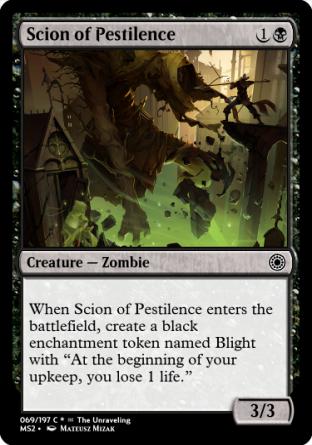 Scion of Pestilence 1
Creature — Zombie
When Scion of Pestilence enters the
battlefield, create a black
enchantment token named Blight
with “At the beginning of your
upkeep, you lose 1 life.”
3/3
069/197 C * = The Unraveling
MS2 • Mateusz Mizak